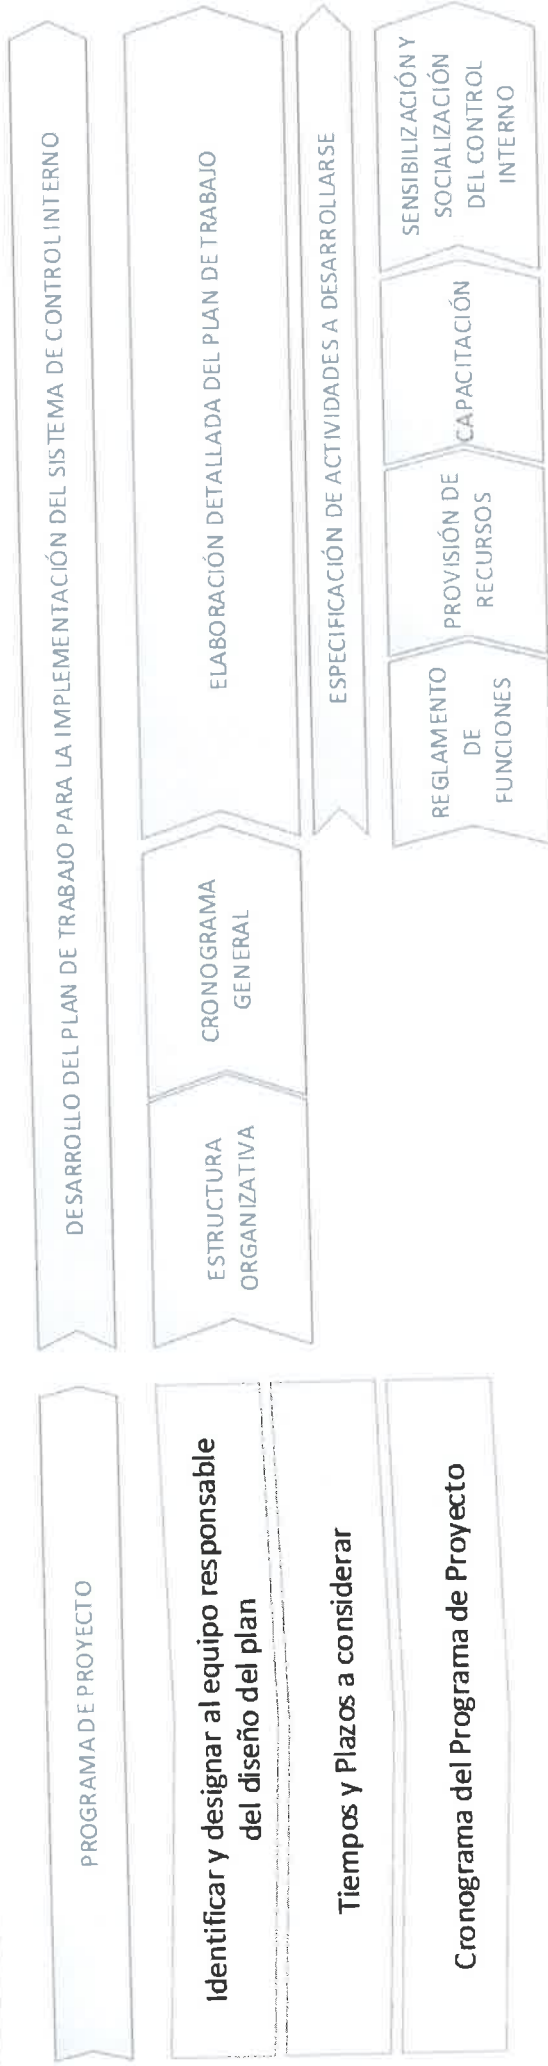 PROGRAMA DE PROYECTO
Identificar y designar al equipo responsable
del diseño del plan
Tiempos y Plazos a considerar
Cronograma del Programa de Proyecto
DESARROLLO DEL PLAN DE TRABAJO PARA LA IMPLEMENTACIÓN DEL SISTEMA DE CONTROL INTERNO
ESTRUCTURA
ORGANIZATIVA
CRONOGRAMA
GENERAL
ELABORACIÓN DETALLADA DEL PLAN DE TRABAJO
ESPECIFICACIÓN DE ACTIVIDADES A DESARROLLARSE
REGLAMENTO
DE
FUNCIONES
PROVISIÓN DE
RECURSOS
CAPACITACIÓN
SENSIBILIZACIÓN Y
SOCIALIZACIÓN
DEL CONTROL
INTERNO